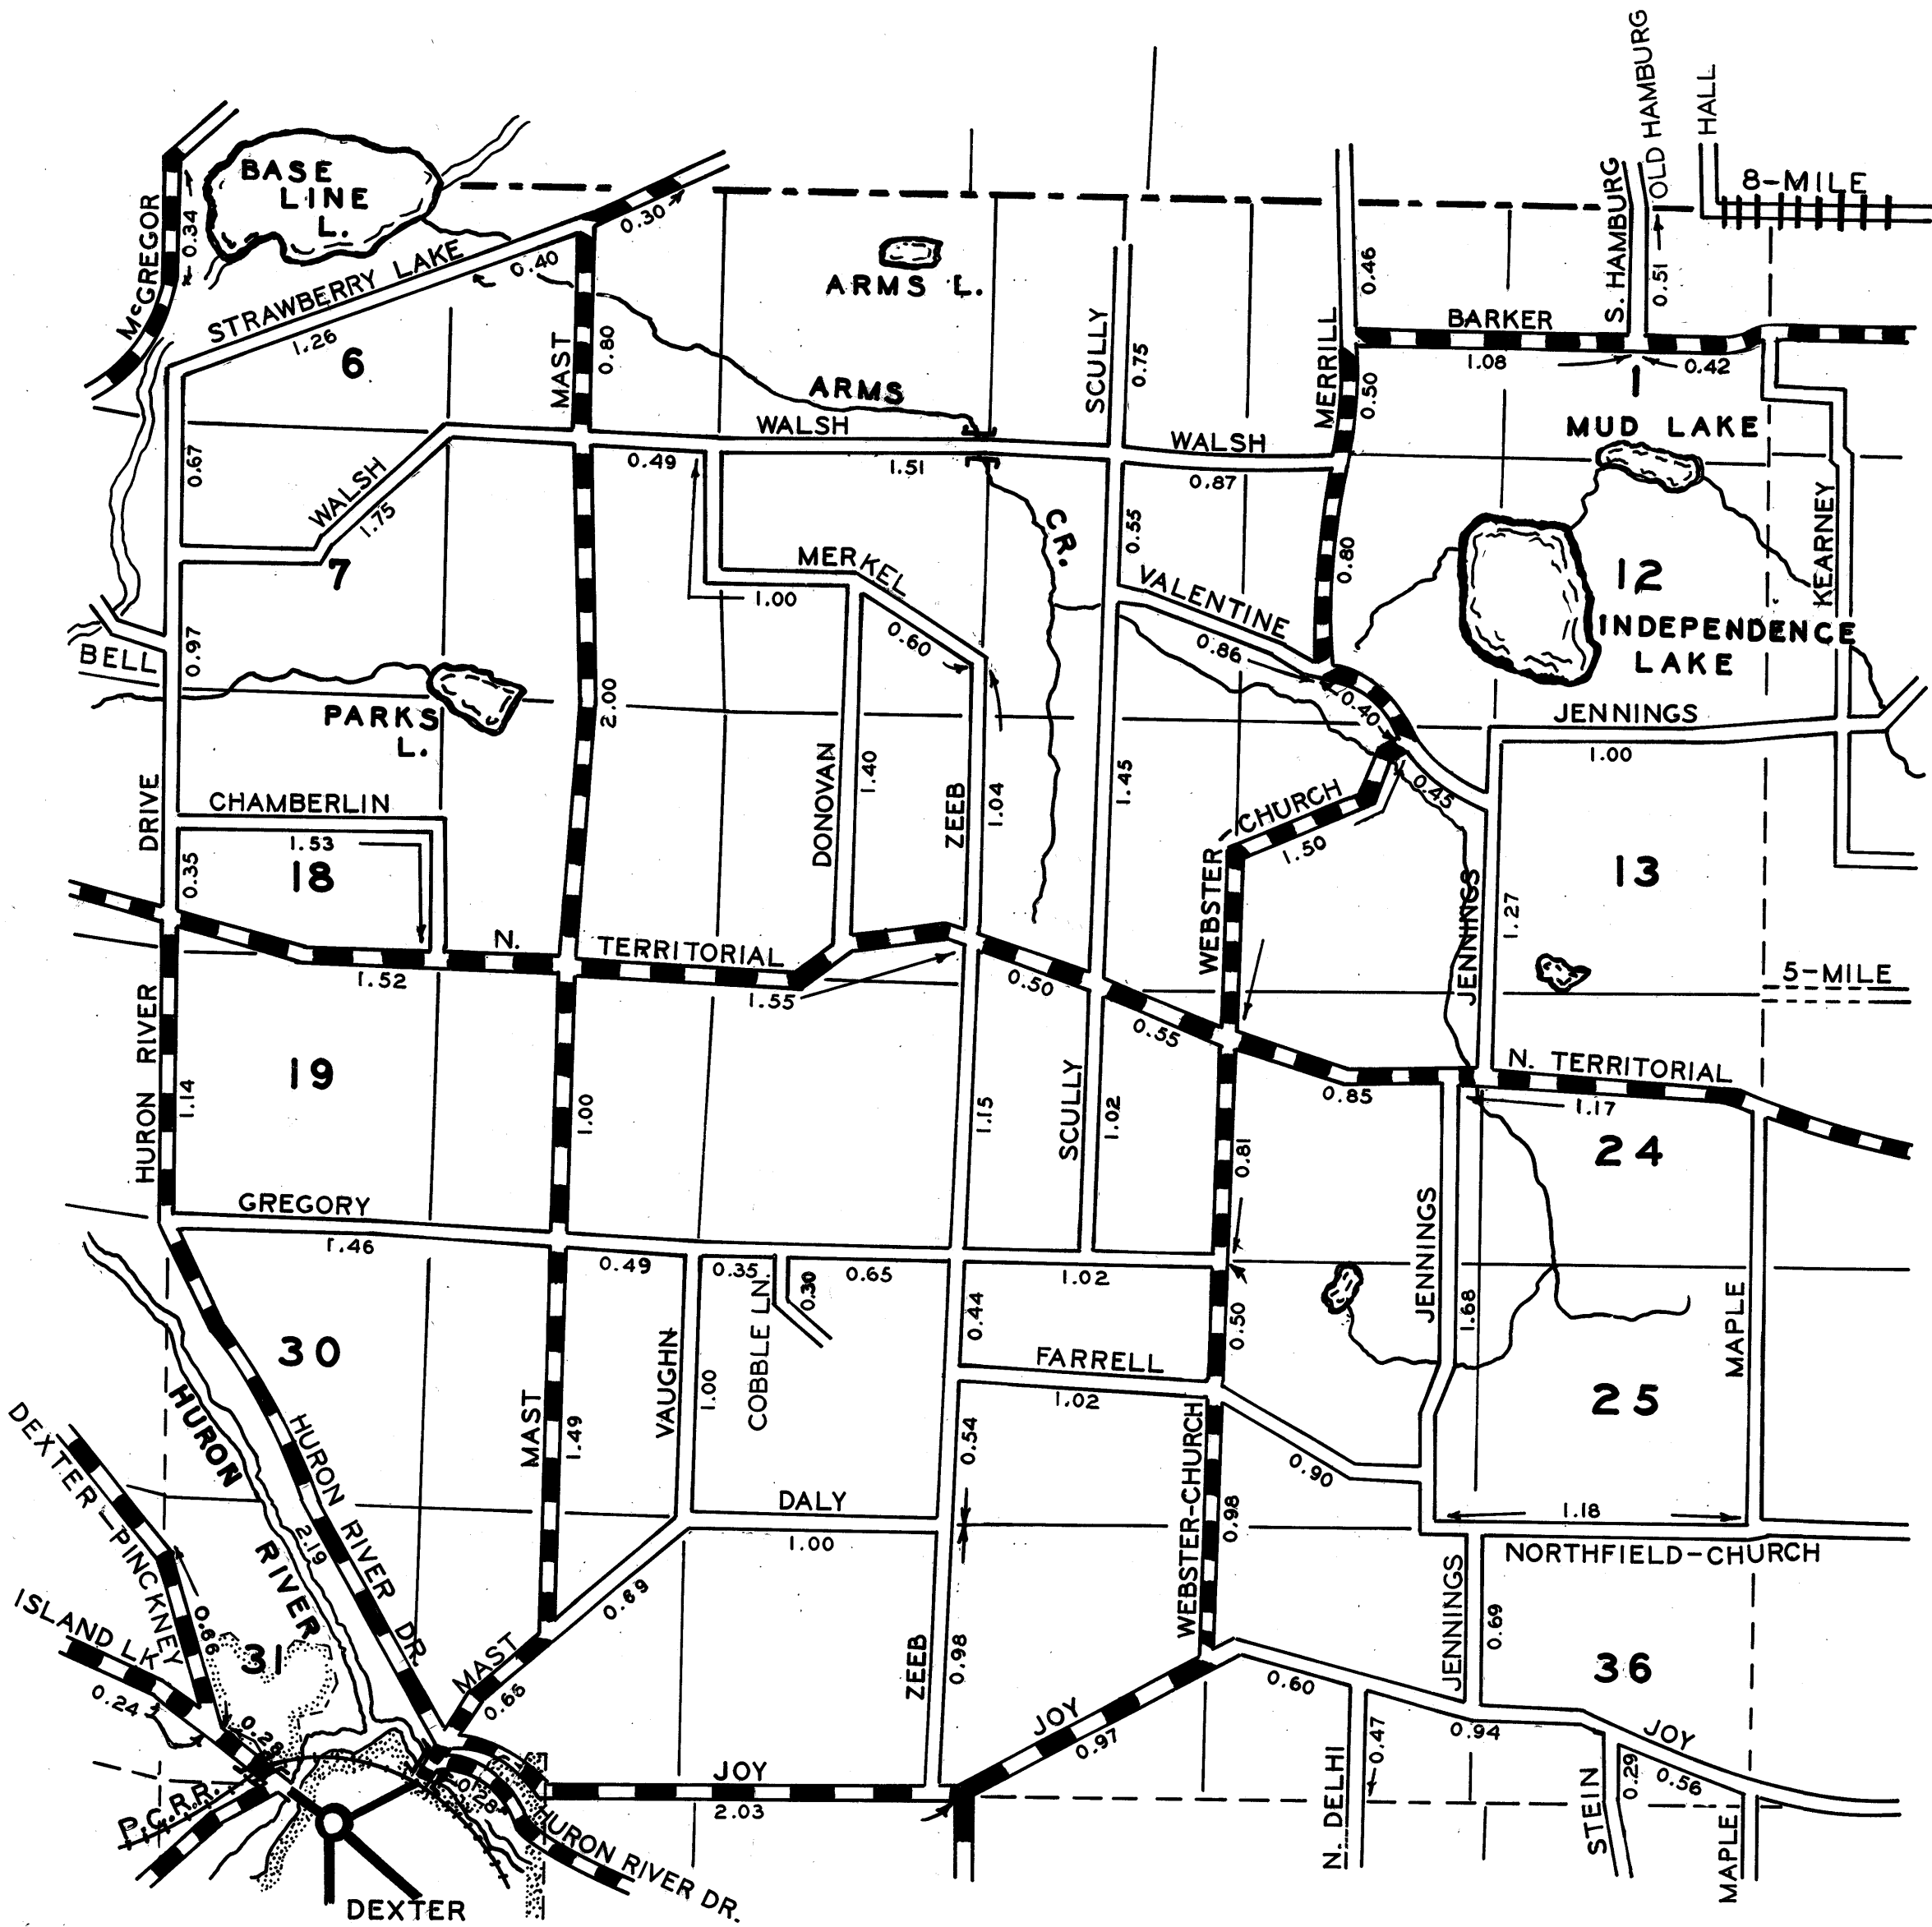 OLD HAMBURG
HALL
8-MILE
S. HAMBURG
0.51
BASE
LINE
L.
McGREGOR
0.34
STRAWBERRY LAKE
0.30
0.40
1.26
6
MAST
0.80
ARMS L.
ARMS
CR.
SCULLY
0.75
MERRILL
0.46
0.50
BARKER
1.08
0.42
1
MUD LAKE
WALSH
0.49
1.51
WALSH
0.87
0.67
WALSH
1.75
7
MERKEL
1.00
0.60
0.55
0.80
VALENTINE
0.86
0.40
12
INDEPENDENCE
LAKE
KEARNEY
BELL
0.97
PARKS
L.
2.00
JENNINGS
1.00
DRIVE
CHAMBERLIN
1.53
0.35
18
DONOVAN
1.40
ZEEB
1.04
1.45
CHURCH
1.50
WEBSTER
0.45
JENNINGS
1.27
13
5-MILE
N.
TERRITORIAL
1.52
1.55
0.50
0.55
0.85
N. TERRITORIAL
1.17
HURON RIVER
1.14
19
1.00
1.15
SCULLY
1.02
0.81
24
GREGORY
1.46
0.49
0.35
0.65
1.02
COBBLE LN.
0.30
0.44
0.50
JENNINGS
1.68
MAPLE
30
VAUGHN
1.00
MAST
1.49
FARRELL
1.02
0.54
0.90
25
HURON
RIVER
HURON RIVER DR.
2.19
DEXTER-PINCKNEY
0.66
DALY
1.00
WEBSTER-CHURCH
0.98
1.18
NORTHFIELD-CHURCH
ISLAND LK
0.24
31
0.28
MAST
0.66
0.69
ZEEB
0.98
JENNINGS
0.69
36
JOY
0.97
0.60
0.94
JOY
N. DELHI
0.47
STEIN
0.29
0.56
MAPLE
P.C.R.R.
0.28
JOY
2.03
HURON RIVER DR.
DEXTER